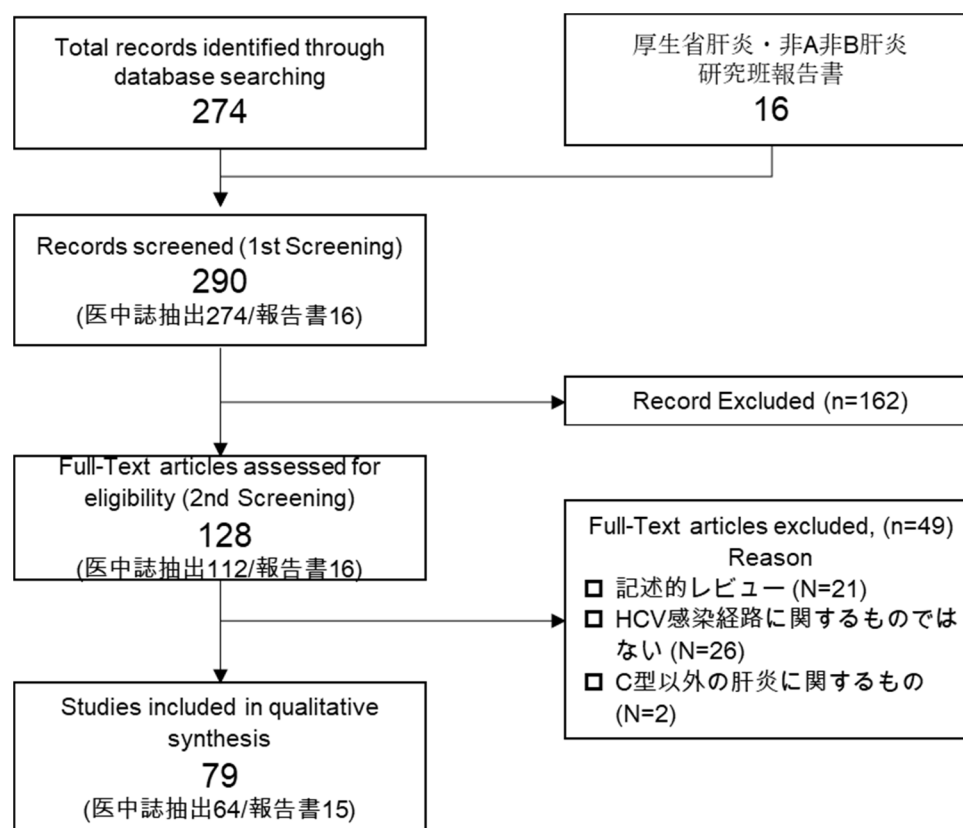 Total records identified through
database searching
274
厚生省肝炎・非A非B肝炎
研究班報告書
16
Records screened (1st Screening)
290
(医中誌抽出274/報告書16)
Record Excluded (n=162)
Full-Text articles assessed for
eligibility (2nd Screening)
128
(医中誌抽出112/報告書16)
Full-Text articles excluded, (n=49)
Reason
記述的レビュー (N=21)
HCV感染経路に関するものでは
ない (N=26)
C型以外の肝炎に関するもの
(N=2)
Studies included in qualitative
synthesis
79
(医中誌抽出64/報告書15)